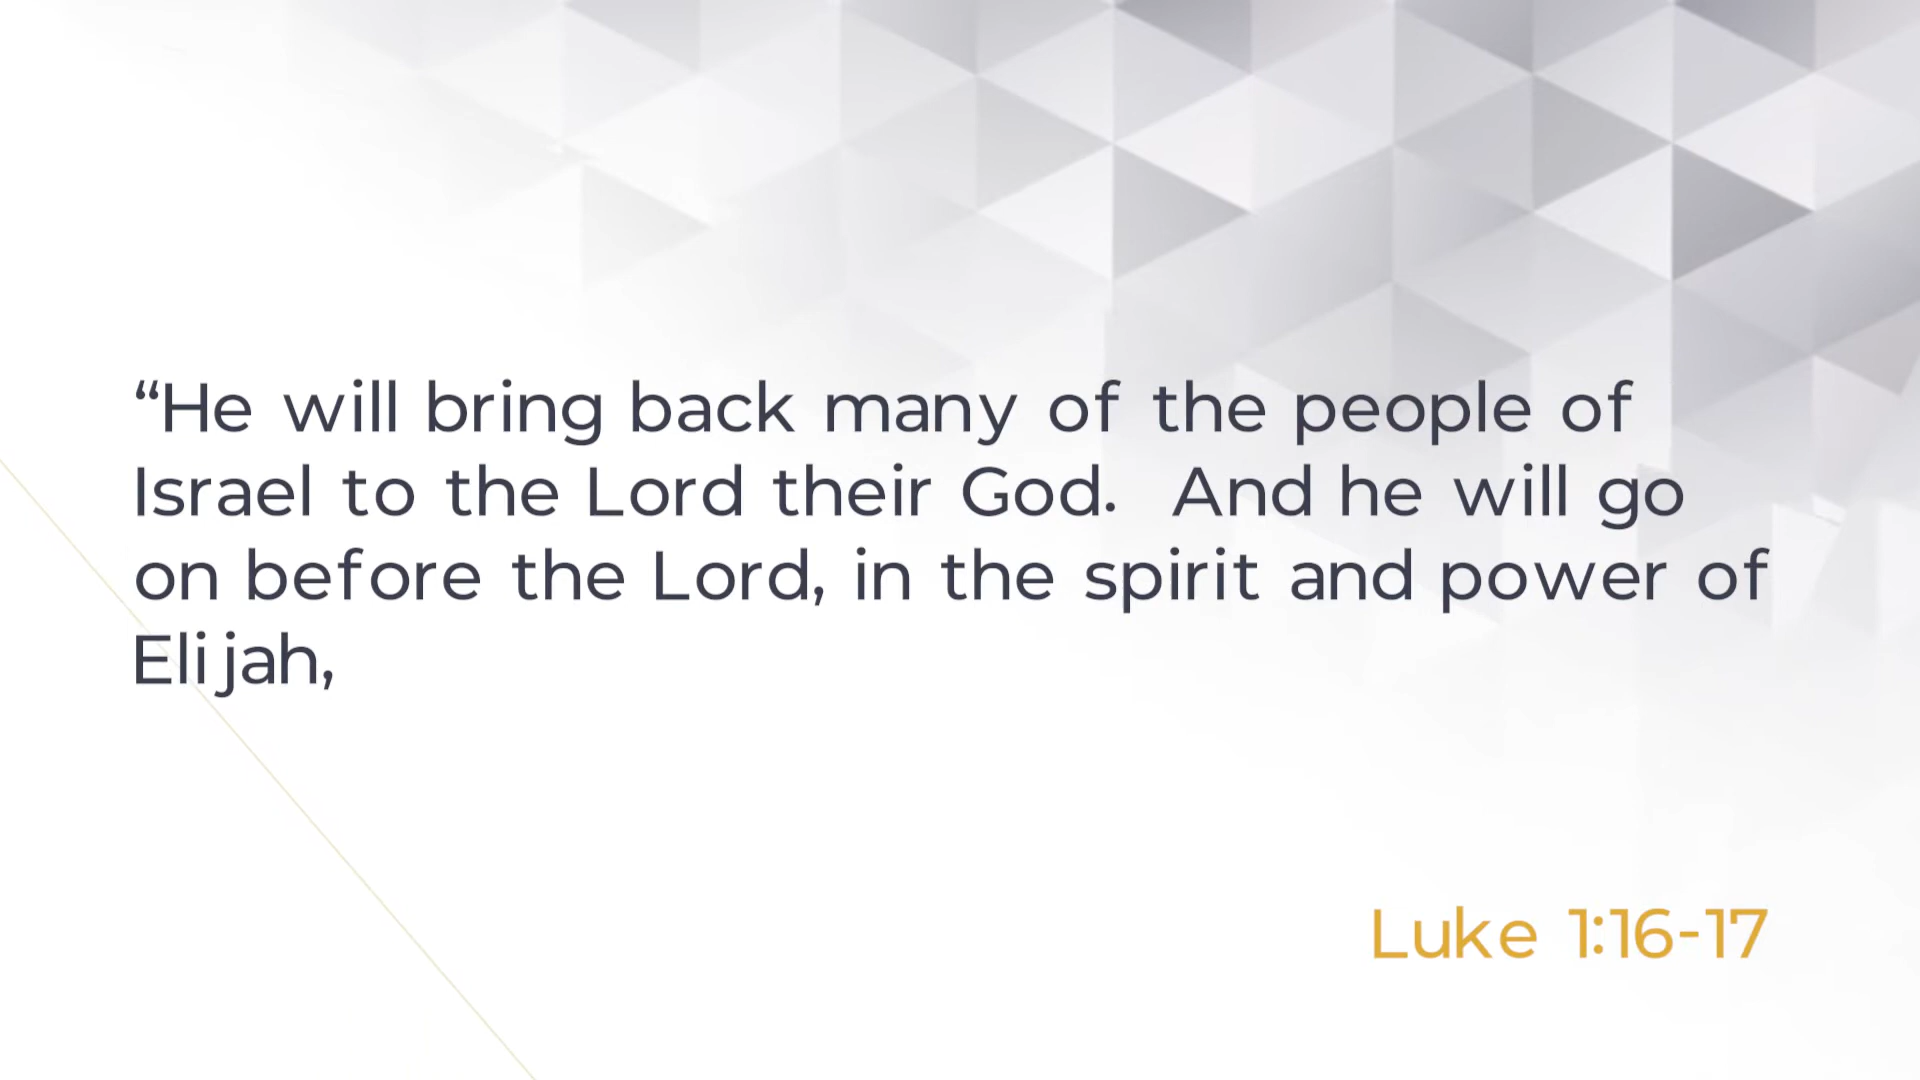 “He will bring back many of the people of
Israel to the Lord their God.  And he will go
on before the Lord, in the spirit and power of
Elijah,
Luke 1:16-17